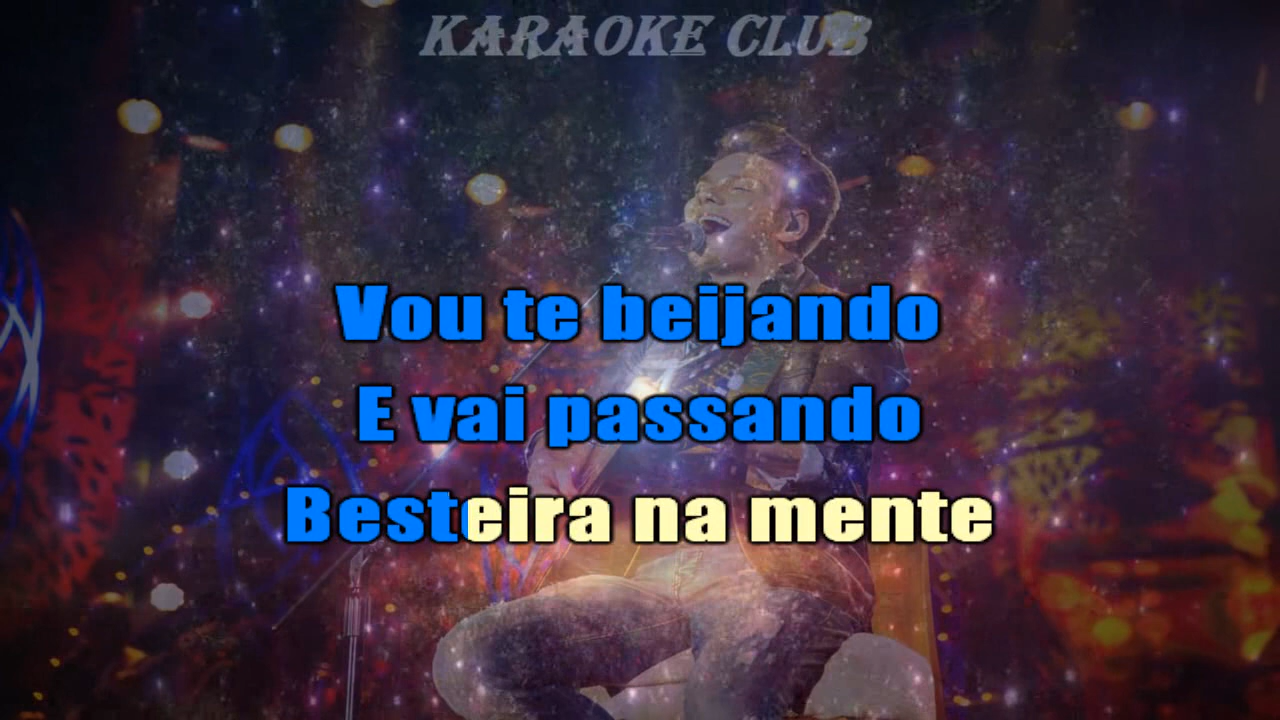 KARAOKE CLUB
Vou te beijando
E vai passando
Besteira na mente